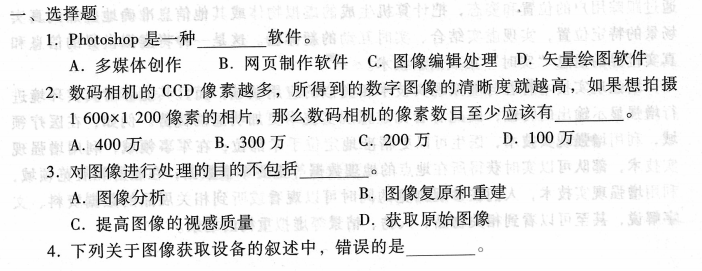 一、选择题
1. Photoshop 是一种________软件。
A. 多媒体创作 B. 网页制作软件 C. 图像编辑处理 D. 矢量绘图软件
2. 数码相机的 CCD 像素越多，所得到的数字图像的清晰度就越高，如果想拍摄
1 600×1 200 像素的相片，那么数码相机的像素数目至少应该有________。
A. 400 万 B. 300 万 C. 200 万 D. 100 万
3. 对图像进行处理的目的不包括________。
A. 图像分析 B. 图像复原和重建
C. 提高图像的视感质量 D. 获取原始图像
4. 下列关于图像获取设备的叙述中，错误的是________。